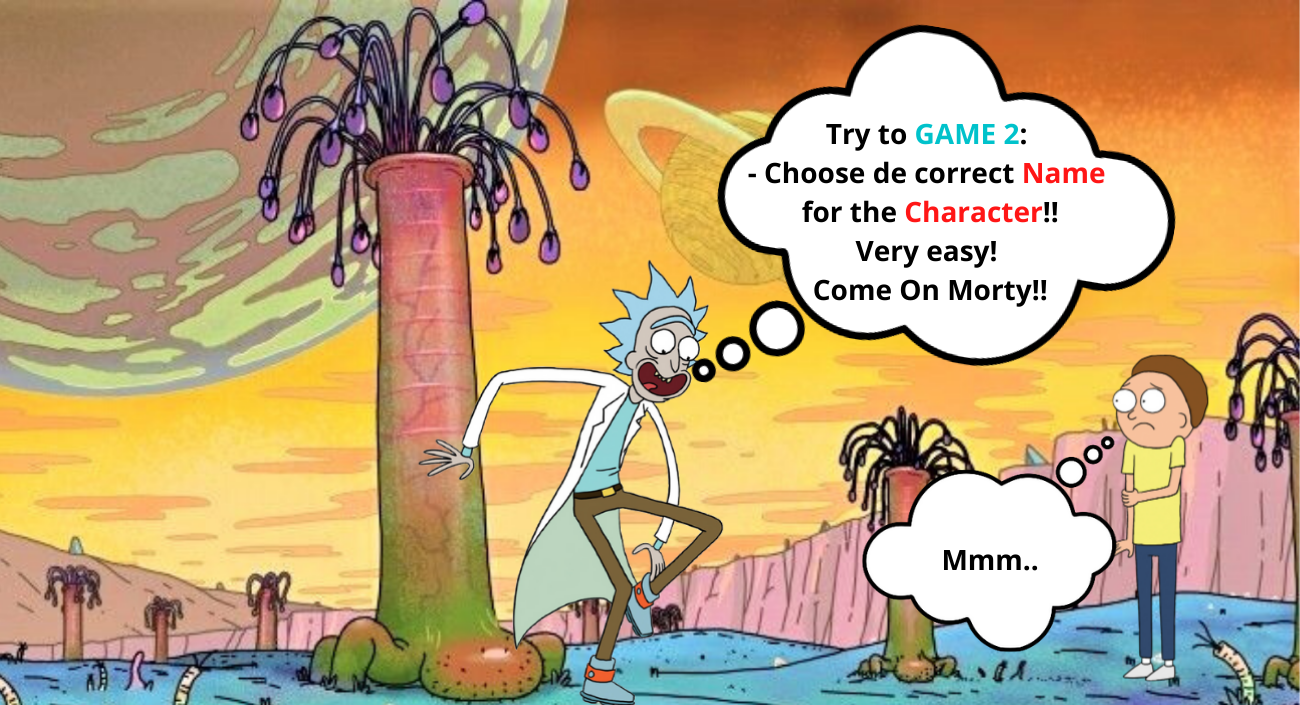 Try to GAME 2:
- Choose de correct Name
for the Character!!
Very easy!
Come On Morty!!
Mmm..